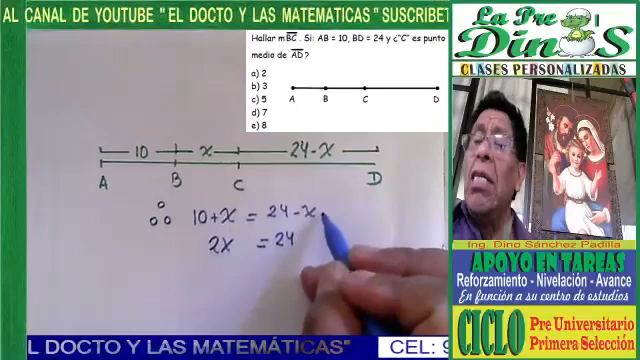 AL CANAL DE YOUTUBE "EL DOCTO Y LAS MATEMATICAS" SUSCRIBET
La Pre
DinoS
CLASES PERSONALIZADAS
Hallar m BC . Si: AB = 10, BD = 24 y "C" es punto
medio de AD?
a) 2
b) 3
c) 5
d) 7
e) 8
A B C D
10 x 24-x
A B C D
∴ 10+x = 24-x
2x = 24
Ing. Dino Sánchez Padilla
APOYO EN TAREAS
Reforzamiento - Nivelación - Avance
En función a su centro de estudios
CICLO Pre Universitario
Primera Selección
L DOCTO Y LAS MATEMÁTICAS"
CEL: 9